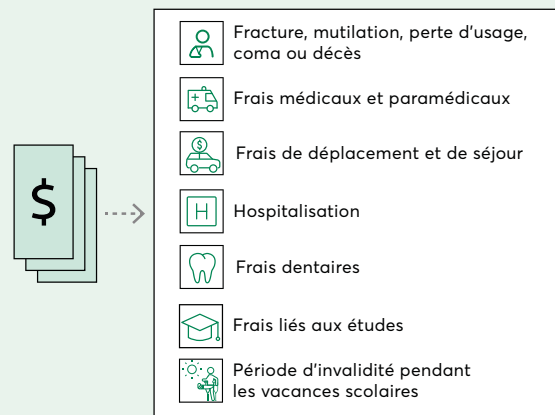 Fracture, mutilation, perte d'usage,
coma ou décès
Frais médicaux et paramédicaux
$
Frais de déplacement et de séjour
$
H
Hospitalisation
Frais dentaires
Frais liés aux études
Période d'invalidité pendant
les vacances scolaires